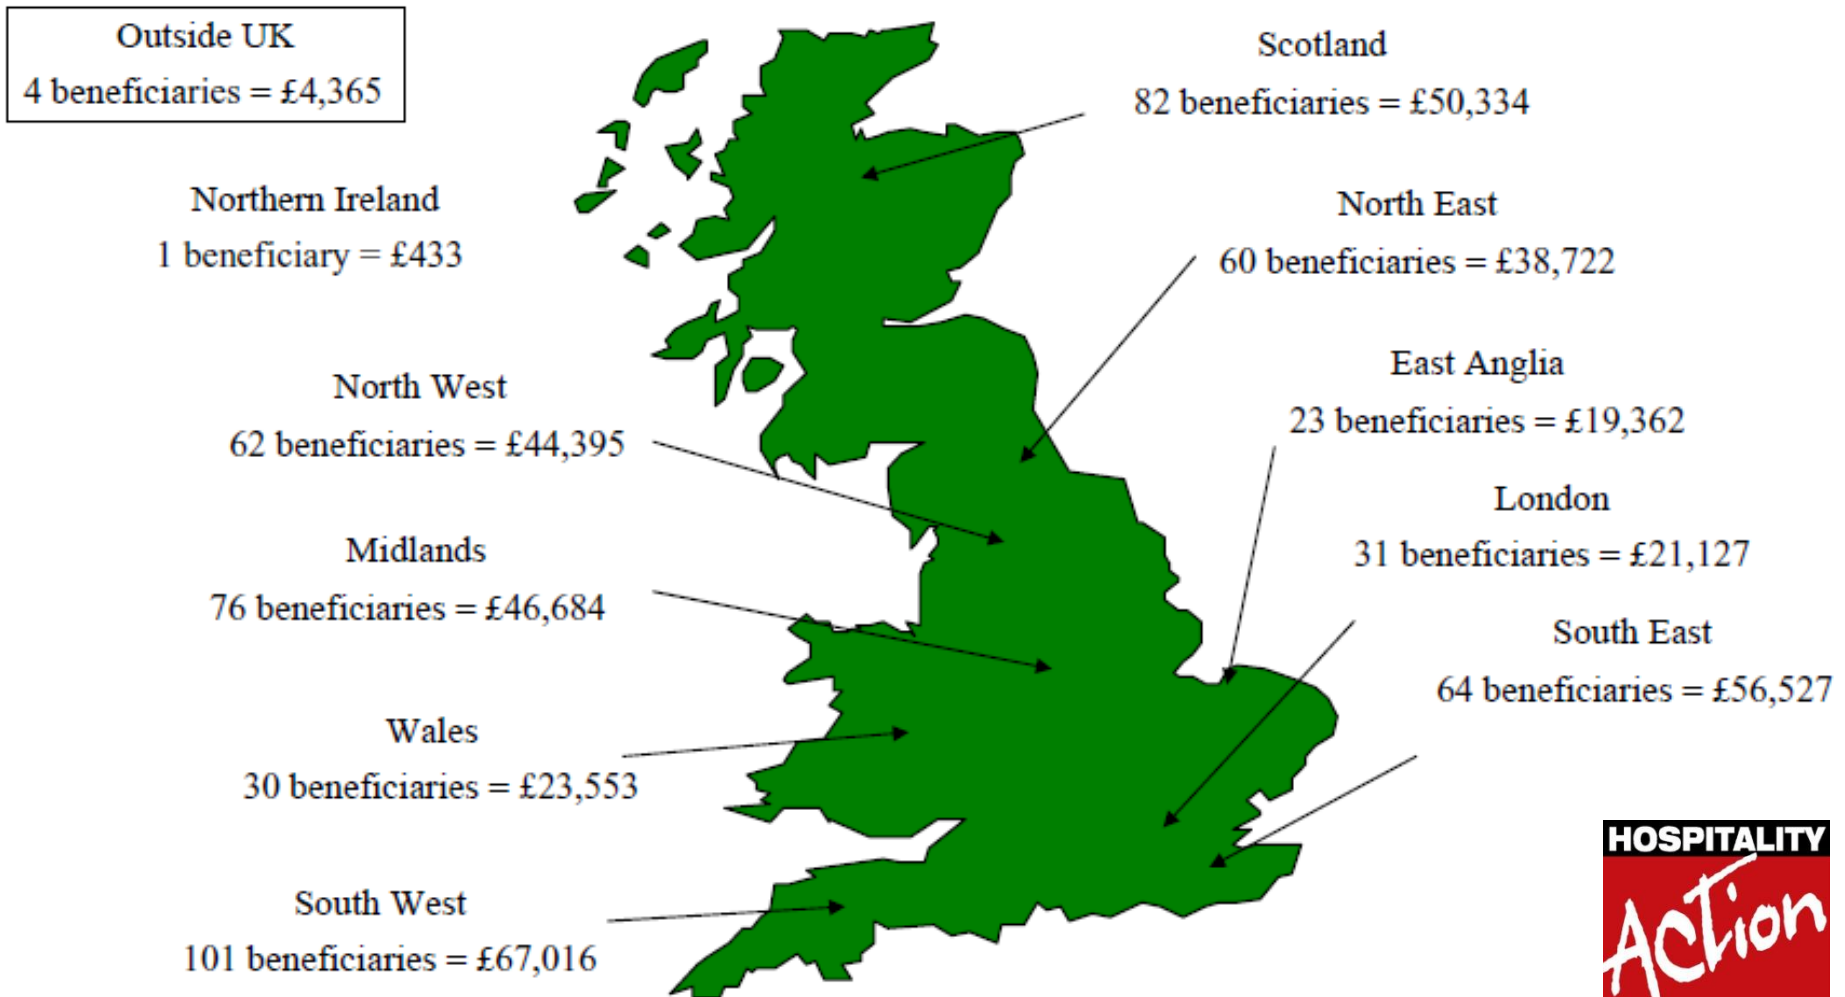 Outside UK
4 beneficiaries = £4,365
Scotland
82 beneficiaries = £50,334
Northern Ireland
1 beneficiary = £433
North East
60 beneficiaries = £38,722
North West
62 beneficiaries = £44,395
East Anglia
23 beneficiaries = £19,362
London
31 beneficiaries = £21,127
Midlands
76 beneficiaries = £46,684
South East
64 beneficiaries = £56,527
Wales
30 beneficiaries = £23,553
South West
101 beneficiaries = £67,016
HOSPITALITY
Action